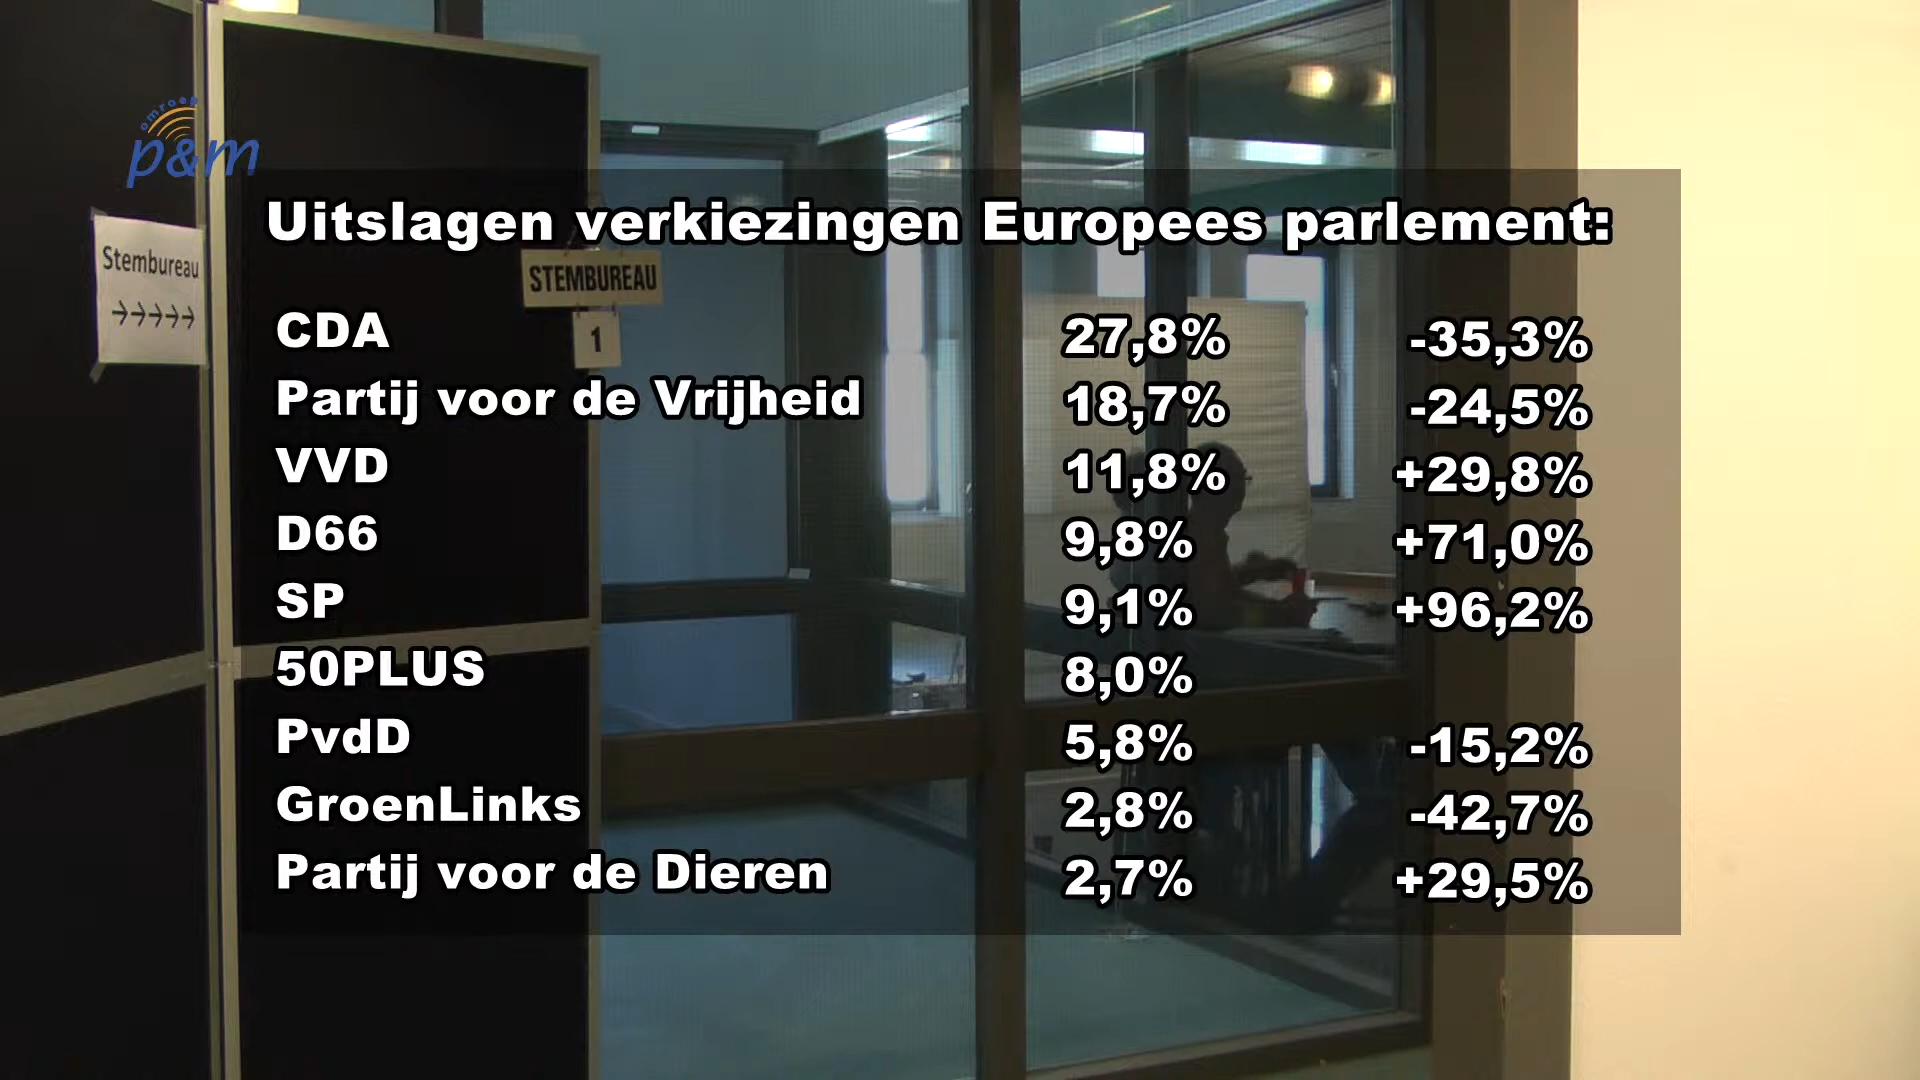 omroep
p&m
Uitslagen verkiezingen Europees parlement:
Stembureau
→→→→→
STEMBUREAU
1
CDA 27,8% -35,3%
Partij voor de Vrijheid 18,7% -24,5%
VVD 11,8% +29,8%
D66 9,8% +71,0%
SP 9,1% +96,2%
50PLUS 8,0%
PvdD 5,8% -15,2%
GroenLinks 2,8% -42,7%
Partij voor de Dieren 2,7% +29,5%